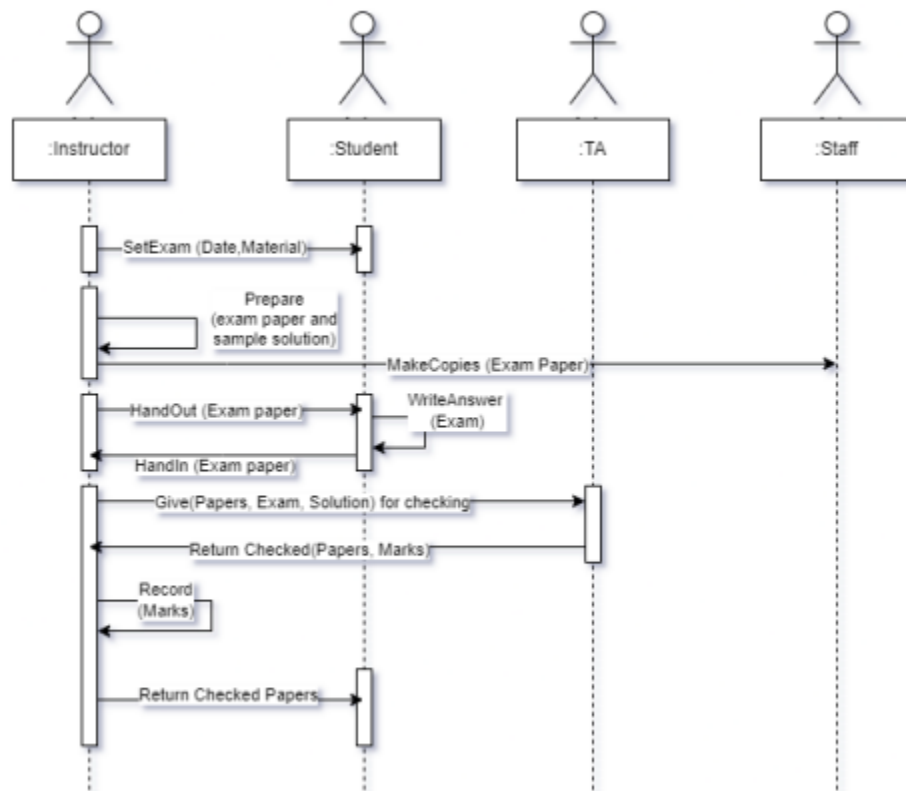 :Instructor
:Student
:TA
:Staff
SetExam (Date,Material)
Prepare
(exam paper and
sample solution)
MakeCopies (Exam Paper)
HandOut (Exam paper)
WriteAnswer
(Exam)
HandIn (Exam paper)
Give(Papers, Exam, Solution) for checking
Return Checked(Papers, Marks)
Record
(Marks)
Return Checked Papers